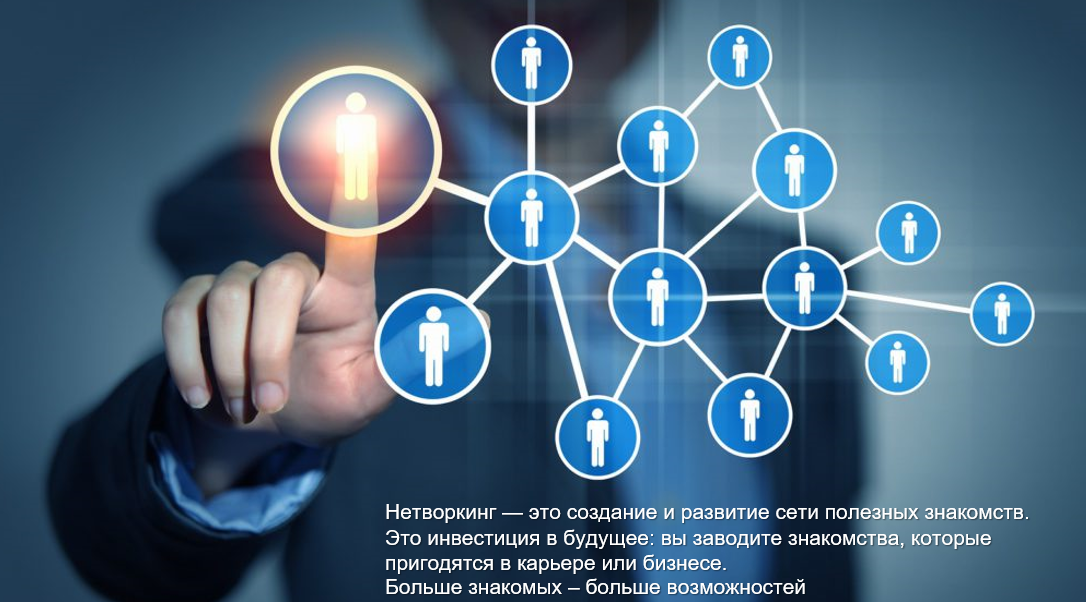 Нетворкинг — это создание и развитие сети полезных знакомств.
Это инвестиция в будущее: вы заводите знакомства, которые
пригодятся в карьере или бизнесе.
Больше знакомых – больше возможностей